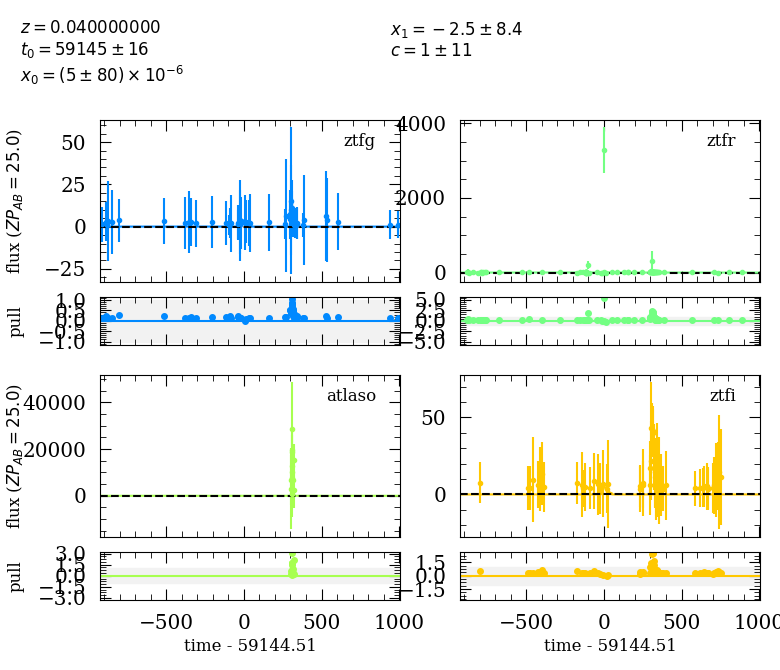 z = 0.040000000
t₀ = 59145 ± 16
x₀ = (5 ± 80) × 10⁻⁶
x₁ = −2.5 ± 8.4
c = 1 ± 11
flux (ZP_AB = 25.0)
50
25
0
−25
ztfg
4000
2000
0
ztfr
pull
1.0
0.5
0.0
−0.5
−1.0
5.0
2.5
0.0
−2.5
−5.0
flux (ZP_AB = 25.0)
40000
20000
0
atlaso
50
0
ztfi
pull
3.0
1.5
0.0
−1.5
−3.0
1.5
0.0
−1.5
−500
0
500
1000
−500
0
500
1000
time - 59144.51
time - 59144.51